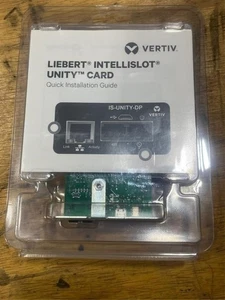 VERTIV.
LIEBERT® INTELLISLOT®
UNITY™ CARD
Quick Installation Guide
IS-UNITY-DP
VERTIV